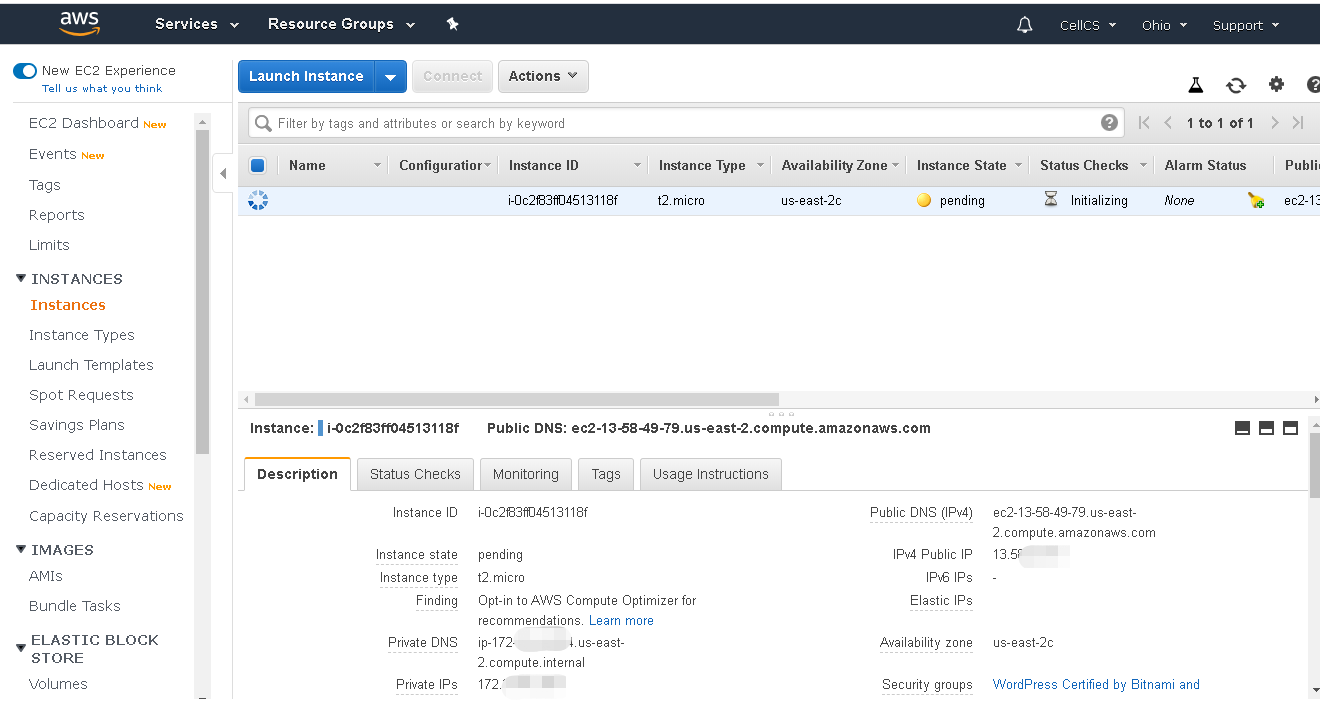 aws Services Resource Groups CellCS Ohio Support
New EC2 Experience
Tell us what you think
EC2 Dashboard New
Events New
Tags
Reports
Limits
INSTANCES
Instances
Instance Types
Launch Templates
Spot Requests
Savings Plans
Reserved Instances
Dedicated Hosts New
Capacity Reservations
IMAGES
AMIs
Bundle Tasks
ELASTIC BLOCK
STORE
Volumes
Launch Instance Connect Actions
Filter by tags and attributes or search by keyword ? 1 to 1 of 1
Name Configuration Instance ID Instance Type Availability Zone Instance State Status Checks Alarm Status Publi
i-0c2f83ff04513118f t2.micro us-east-2c pending Initializing None ec2-13
Instance: i-0c2f83ff04513118f Public DNS: ec2-13-58-49-79.us-east-2.compute.amazonaws.com
Description Status Checks Monitoring Tags Usage Instructions
Instance ID i-0c2f83ff04513118f
Instance state pending
Instance type t2.micro
Finding Opt-in to AWS Compute Optimizer for
recommendations. Learn more
Private DNS ip-172- .us-east-
2.compute.internal
Private IPs 172.
Public DNS (IPv4) ec2-13-58-49-79.us-east-
2.compute.amazonaws.com
IPv4 Public IP 13.58
IPv6 IPs -
Elastic IPs
Availability zone us-east-2c
Security groups WordPress Certified by Bitnami and